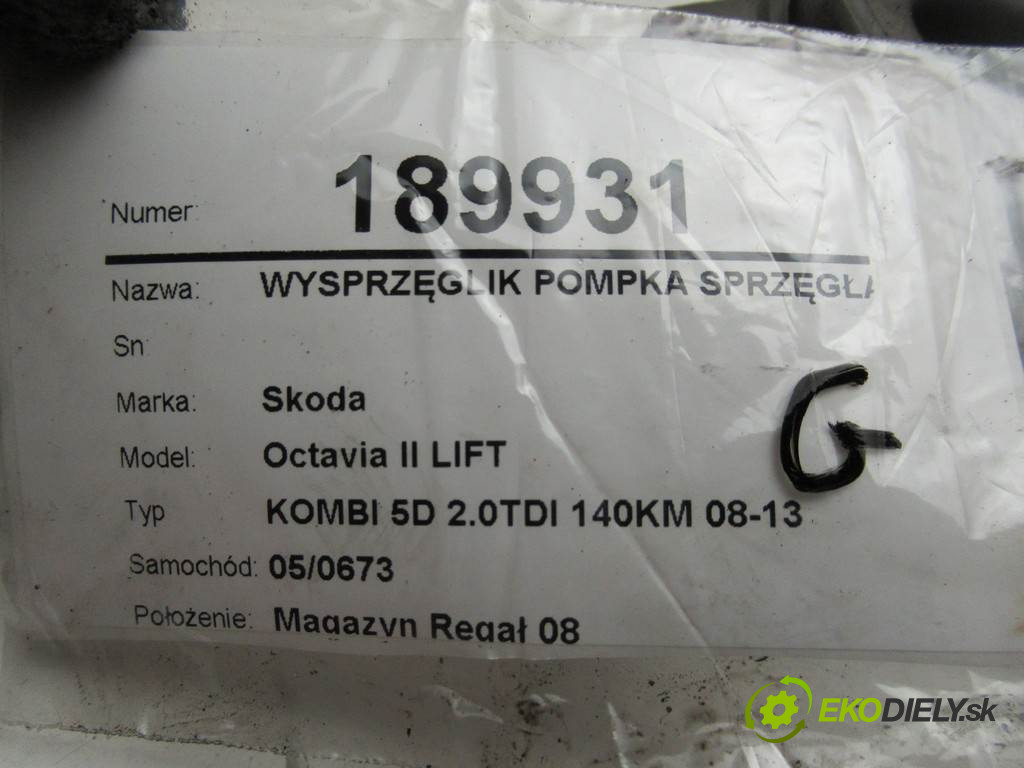 Numer: 189931
Nazwa: WYSPRZĘGLIK POMPKA SPRZĘGŁA
Sn
Marka: Skoda
Model: Octavia II LIFT
Typ KOMBI 5D 2.0TDI 140KM 08-13
Samochód: 05/0673
Położenie: Magazyn Regał 08
G
EKODIELY.sk